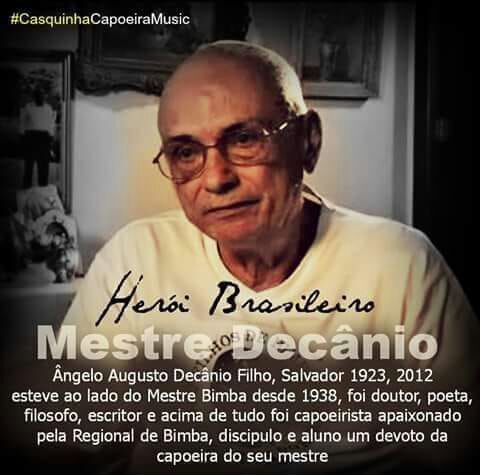 #CasquinhaCapoeiraMusic
Herói Brasileiro
Mestre Decânio
Ângelo Augusto Decânio Filho, Salvador 1923, 2012
esteve ao lado do Mestre Bimba desde 1938, foi doutor, poeta,
filosofo, escritor e acima de tudo foi capoeirista apaixonado
pela Regional de Bimba, discipulo e aluno um devoto da
capoeira do seu mestre